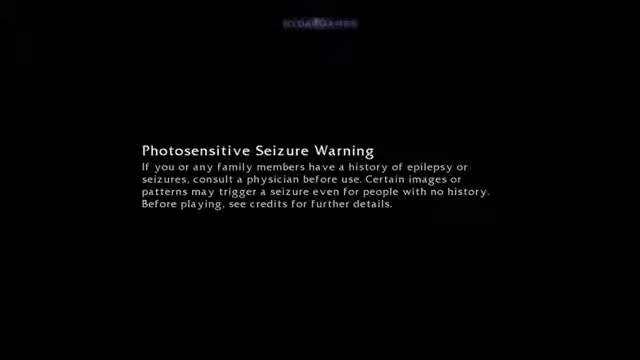 Photosensitive Seizure Warning
If you or any family members have a history of epilepsy or
seizures, consult a physician before use. Certain images or
patterns may trigger a seizure even for people with no history.
Before playing, see credits for further details.